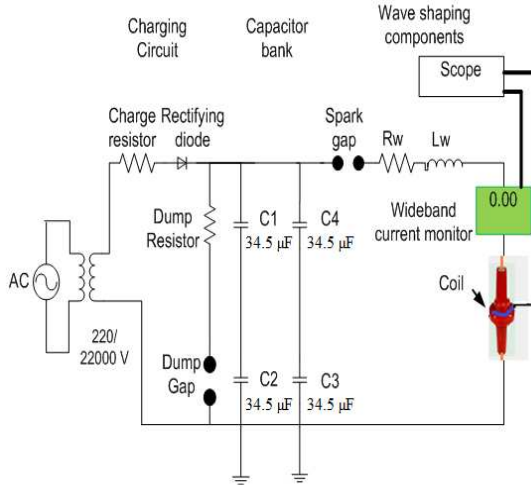 Charging
Circuit
Capacitor
bank
Wave shaping
components
Scope
Charge
resistor
Rectifying
diode
Spark
gap
Rw
Lw
0.00
Wideband
current monitor
Dump
Resistor
C1
34.5 µF
C4
34.5 µF
AC
Coil
220/
22000 V
Dump
Gap
C2
34.5 µF
C3
34.5 µF